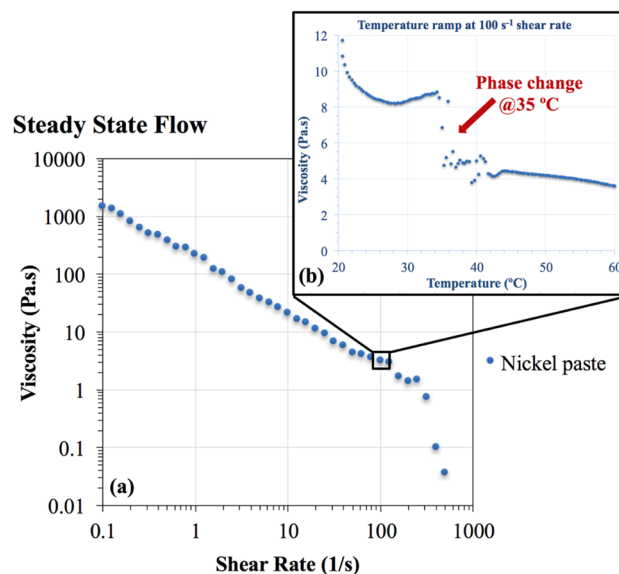 Temperature ramp at 100 s⁻¹ shear rate
12
10
8
6
4
2
0
Viscosity (Pa.s)
Phase change
@35 ºC
(b)
20
30
40
50
60
Temperature (ºC)
Steady State Flow
10000
1000
100
10
1
0.1
0.01
Viscosity (Pa.s)
Nickel paste
(a)
0.1
1
10
100
1000
Shear Rate (1/s)